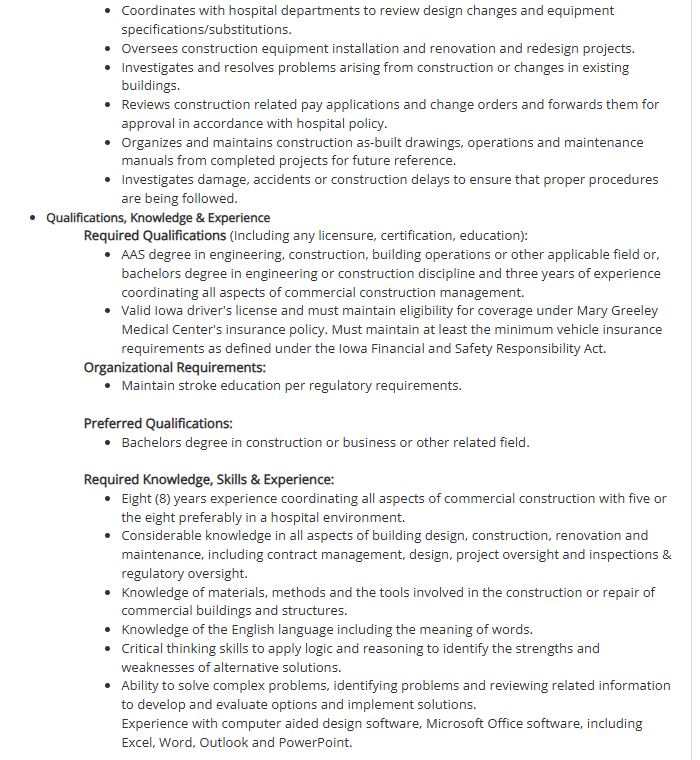 Coordinates with hospital departments to review design changes and equipment
specifications/substitutions.
Oversees construction equipment installation and renovation and redesign projects.
Investigates and resolves problems arising from construction or changes in existing
buildings.
Reviews construction related pay applications and change orders and forwards them for
approval in accordance with hospital policy.
Organizes and maintains construction as-built drawings, operations and maintenance
manuals from completed projects for future reference.
Investigates damage, accidents or construction delays to ensure that proper procedures
are being followed.
Qualifications, Knowledge & Experience
Required Qualifications (Including any licensure, certification, education):
AAS degree in engineering, construction, building operations or other applicable field or,
bachelors degree in engineering or construction discipline and three years of experience
coordinating all aspects of commercial construction management.
Valid Iowa driver's license and must maintain eligibility for coverage under Mary Greeley
Medical Center's insurance policy. Must maintain at least the minimum vehicle insurance
requirements as defined under the Iowa Financial and Safety Responsibility Act.
Organizational Requirements:
Maintain stroke education per regulatory requirements.
Preferred Qualifications:
Bachelors degree in construction or business or other related field.
Required Knowledge, Skills & Experience:
Eight (8) years experience coordinating all aspects of commercial construction with five or
the eight preferably in a hospital environment.
Considerable knowledge in all aspects of building design, construction, renovation and
maintenance, including contract management, design, project oversight and inspections &
regulatory oversight.
Knowledge of materials, methods and the tools involved in the construction or repair of
commercial buildings and structures.
Knowledge of the English language including the meaning of words.
Critical thinking skills to apply logic and reasoning to identify the strengths and
weaknesses of alternative solutions.
Ability to solve complex problems, identifying problems and reviewing related information
to develop and evaluate options and implement solutions.
Experience with computer aided design software, Microsoft Office software, including
Excel, Word, Outlook and PowerPoint.